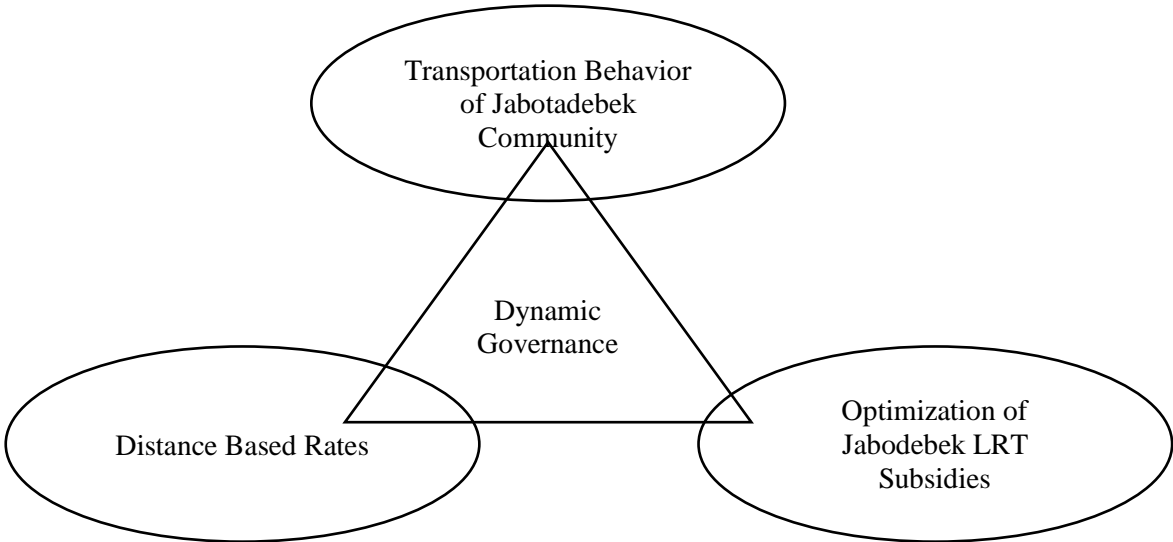 Transportation Behavior
of Jabotadebek
Community
Dynamic
Governance
Distance Based Rates
Optimization of
Jabodebek LRT
Subsidies